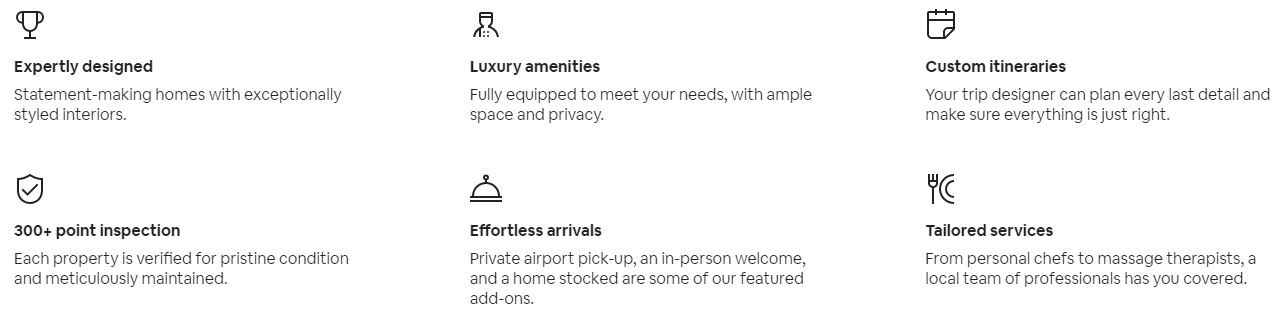 Expertly designed
Statement-making homes with exceptionally
styled interiors.
Luxury amenities
Fully equipped to meet your needs, with ample
space and privacy.
Custom itineraries
Your trip designer can plan every last detail and
make sure everything is just right.
300+ point inspection
Each property is verified for pristine condition
and meticulously maintained.
Effortless arrivals
Private airport pick-up, an in-person welcome,
and a home stocked are some of our featured
add-ons.
Tailored services
From personal chefs to massage therapists, a
local team of professionals has you covered.